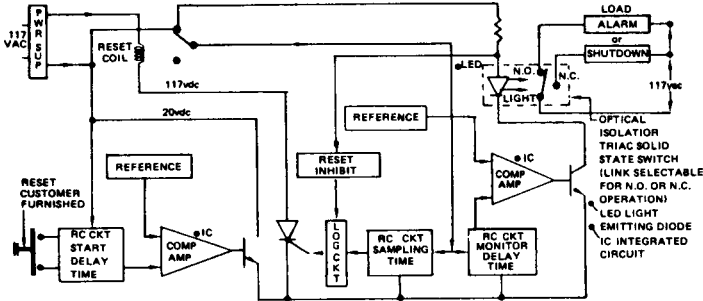 117
VAC
PWR SUP
RESET
COIL
117vdc
20vdc
LED
N.O.
N.C.
LIGHT
LOAD
ALARM
or
SHUTDOWN
117vac
OPTICAL
ISOLATIOR
TRIAC SOLID
STATE SWITCH
(LINK SELECTABLE
FOR N.O. OR N.C.
OPERATION)
LED LIGHT
EMITTING DIODE
IC INTEGRATED
CIRCUIT
REFERENCE
REFERENCE
RESET
INHIBIT
IC
COMP
AMP
RESET
CUSTOMER
FURNISHED
RC CKT
START
DELAY
TIME
IC
COMP
AMP
LOG CKT
RC CKT
SAMPLING
TIME
RC CKT
MONITOR
DELAY
TIME